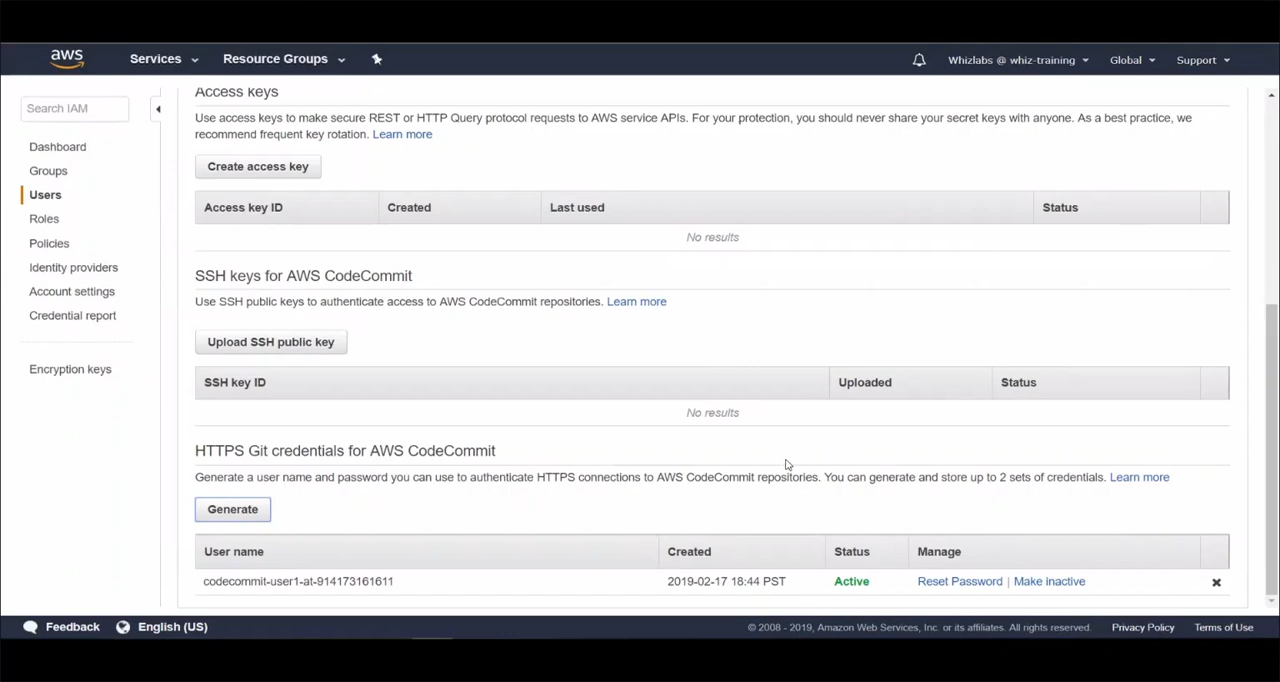 aws Services Resource Groups Whizlabs @ whiz-training Global Support
Search IAM
Dashboard
Groups
Users
Roles
Policies
Identity providers
Account settings
Credential report
Encryption keys
Access keys
Use access keys to make secure REST or HTTP Query protocol requests to AWS service APIs. For your protection, you should never share your secret keys with anyone. As a best practice, we
recommend frequent key rotation. Learn more
Create access key
Access key ID Created Last used Status
No results
SSH keys for AWS CodeCommit
Use SSH public keys to authenticate access to AWS CodeCommit repositories. Learn more
Upload SSH public key
SSH key ID Uploaded Status
No results
HTTPS Git credentials for AWS CodeCommit
Generate a user name and password you can use to authenticate HTTPS connections to AWS CodeCommit repositories. You can generate and store up to 2 sets of credentials. Learn more
Generate
User name Created Status Manage
codecommit-user1-at-914173161611 2019-02-17 18:44 PST Active Reset Password | Make inactive
Feedback English (US) © 2008 - 2019, Amazon Web Services, Inc. or its affiliates. All rights reserved. Privacy Policy Terms of Use